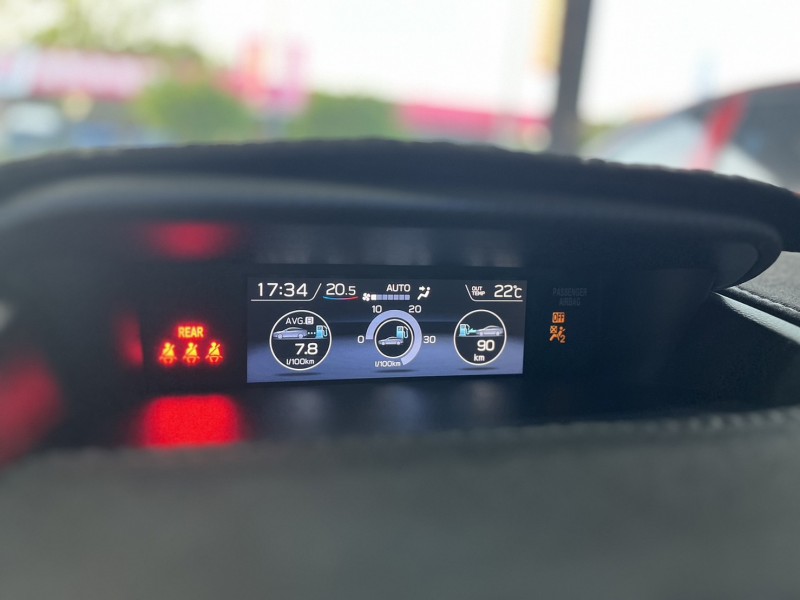 17:34 / 20.5 AUTO OUT TEMP 22℃
REAR
AVG. B
7.8
l/100km
0 10 20 30
l/100km
90
km
PASSENGER
AIRBAG
OFF
2